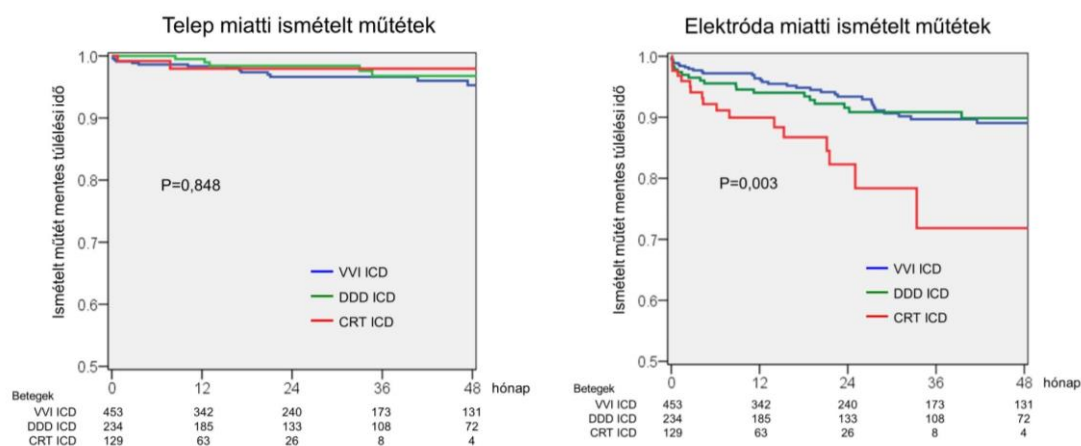 Telep miatti ismételt műtétek
Ismételt műtét mentes túlélési idő
1.0
0.9
0.8
0.7
0.6
0.5
P=0,848
VVI ICD
DDD ICD
CRT ICD
0 12 24 36 48 hónap
Betegek
VVI ICD 453 342 240 173 131
DDD ICD 234 185 133 108 72
CRT ICD 129 63 26 8 4
Elektróda miatti ismételt műtétek
Ismételt műtét mentes túlélési idő
1.0
0.9
0.8
0.7
0.6
0.5
P=0,003
VVI ICD
DDD ICD
CRT ICD
0 12 24 36 48 hónap
Betegek
VVI ICD 453 342 240 173 131
DDD ICD 234 185 133 108 72
CRT ICD 129 63 26 8 4